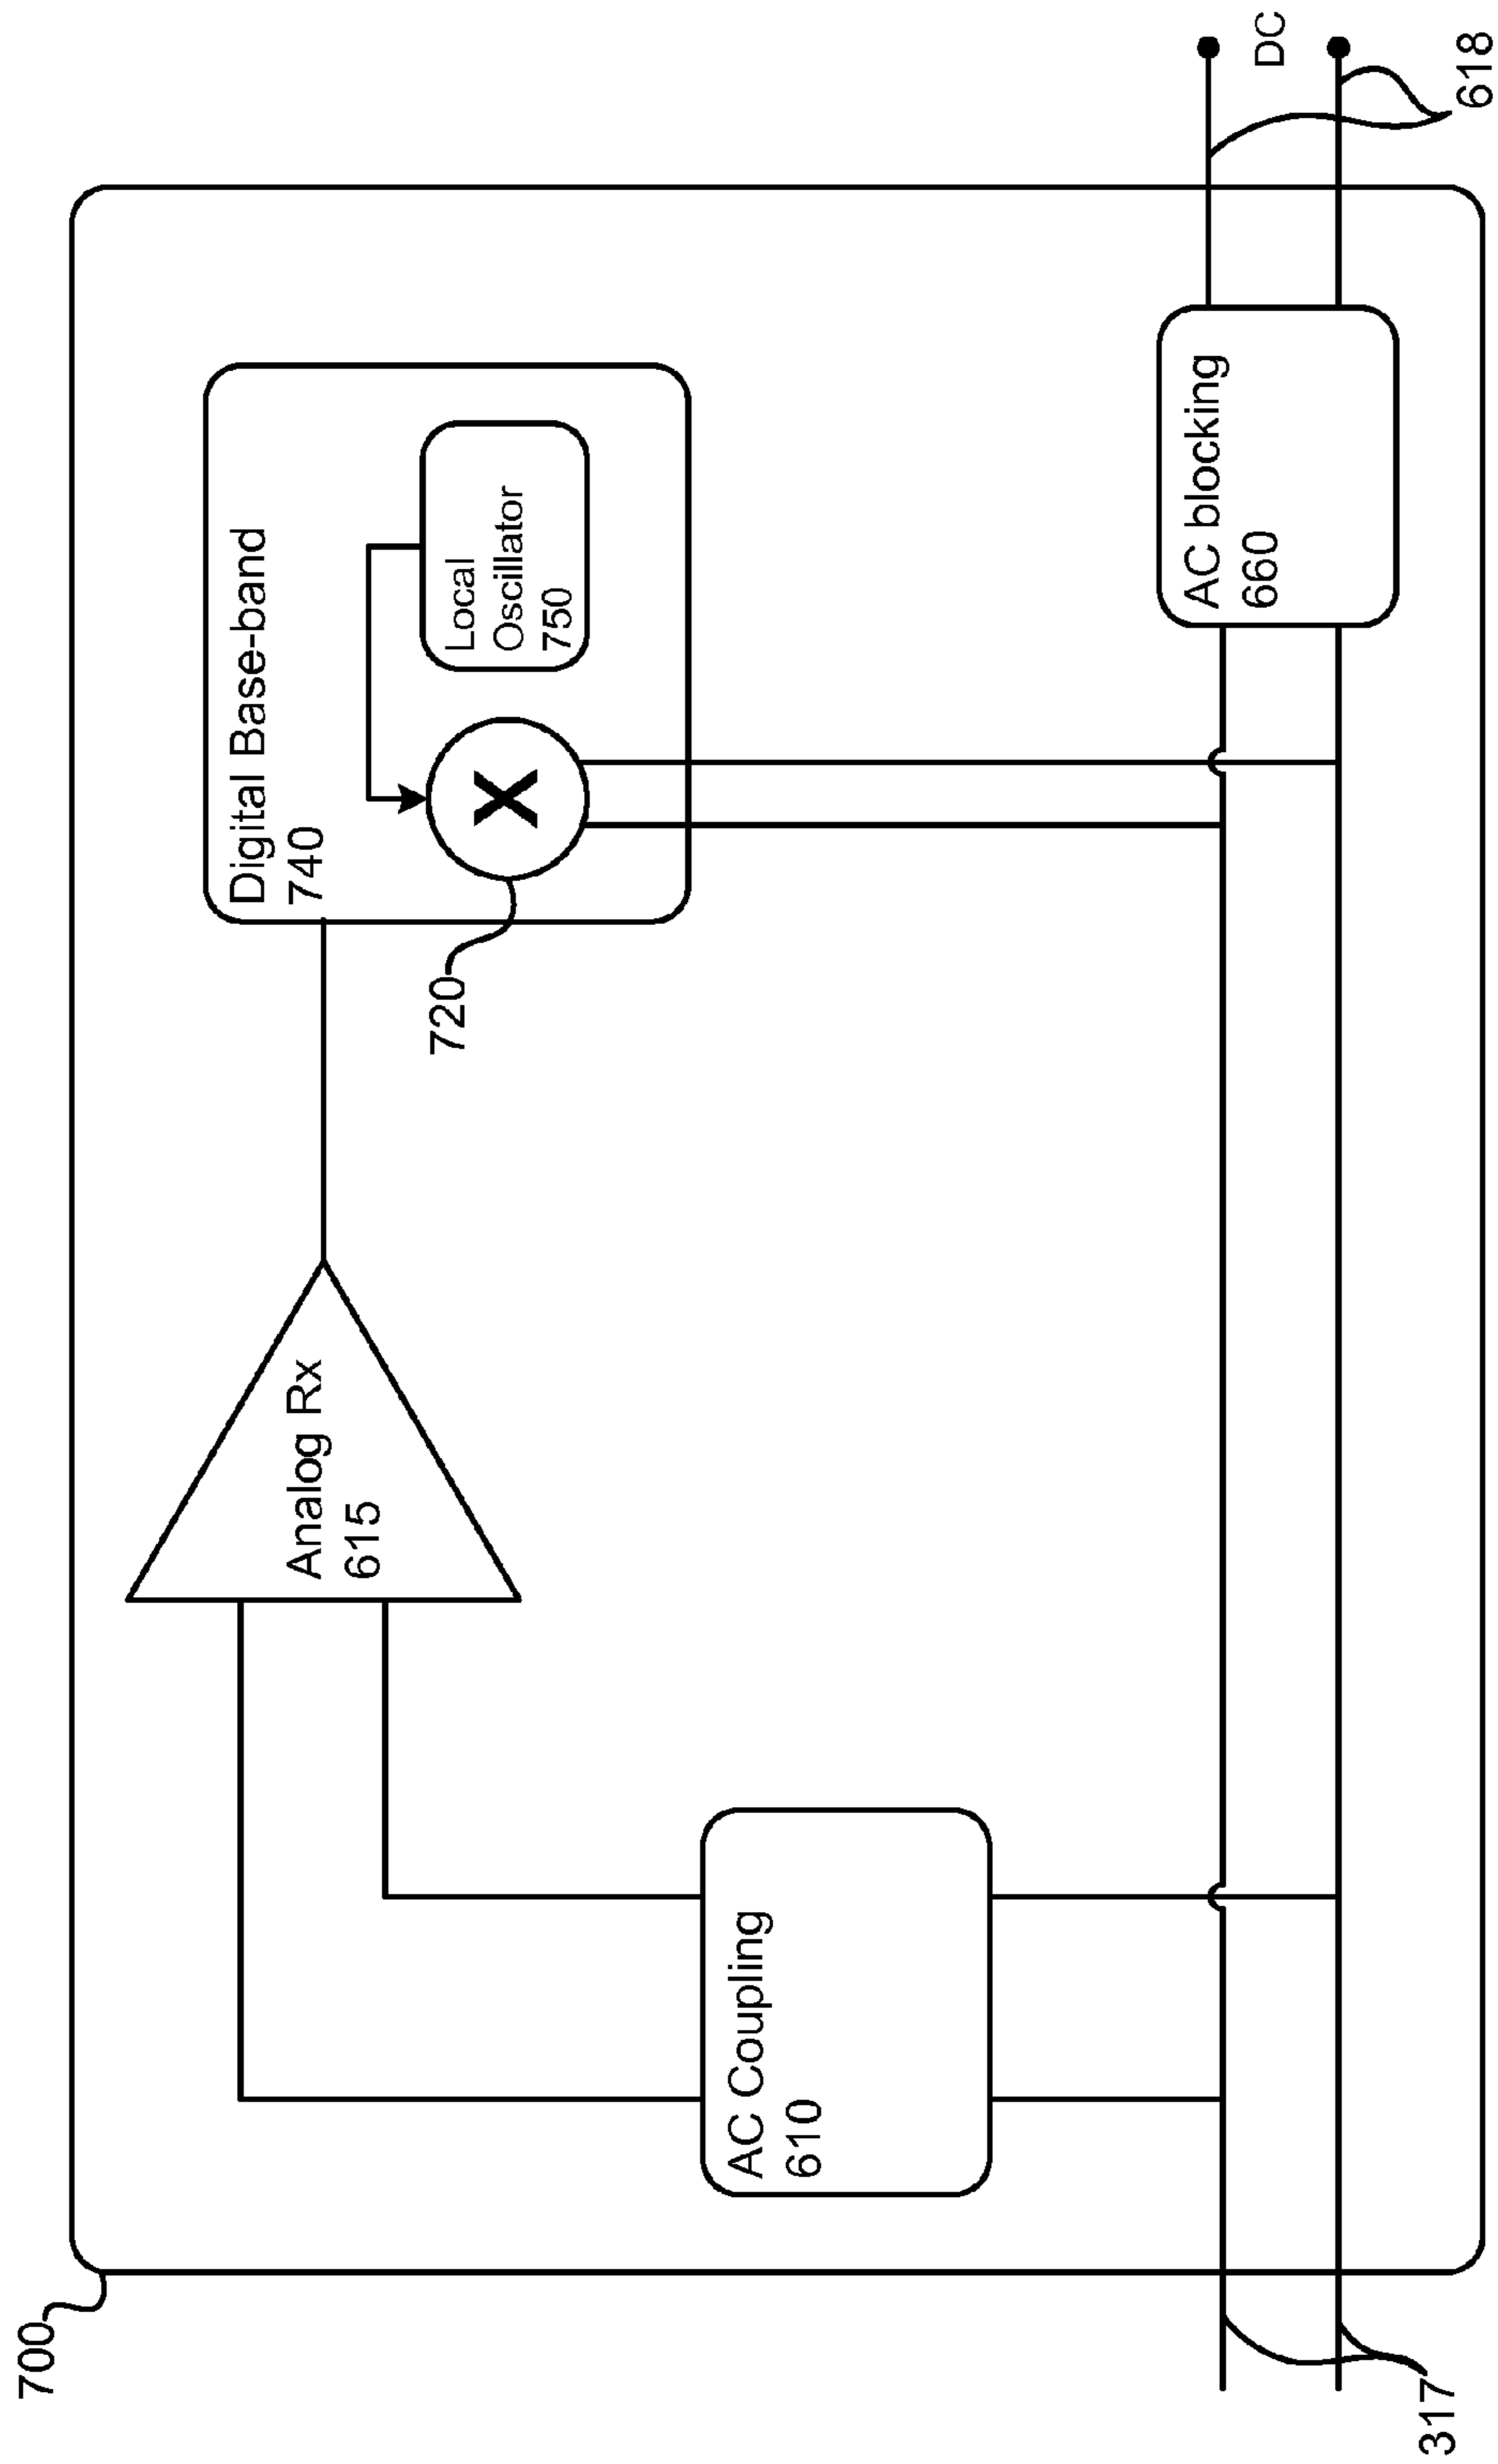 700
Digital Base-band
740
Local
Oscillator
750
X
720
Analog Rx
615
AC Coupling
610
AC blocking
660
DC
618
317